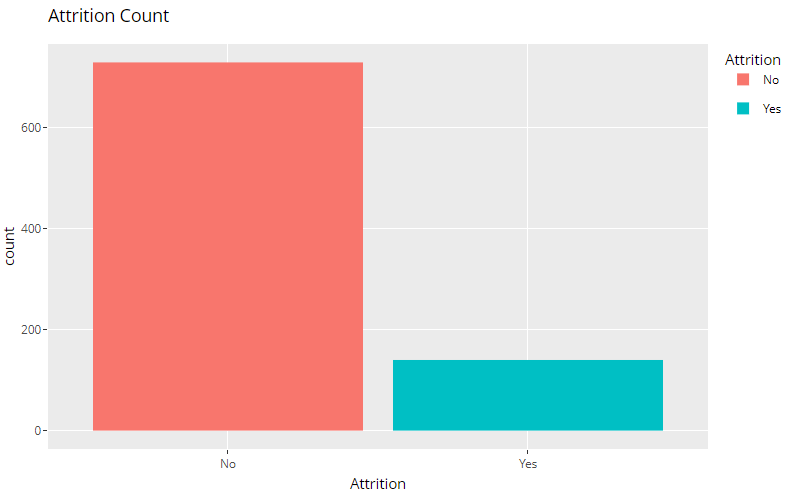 Attrition Count
Attrition
No
Yes
count
600
400
200
0
No
Yes
Attrition